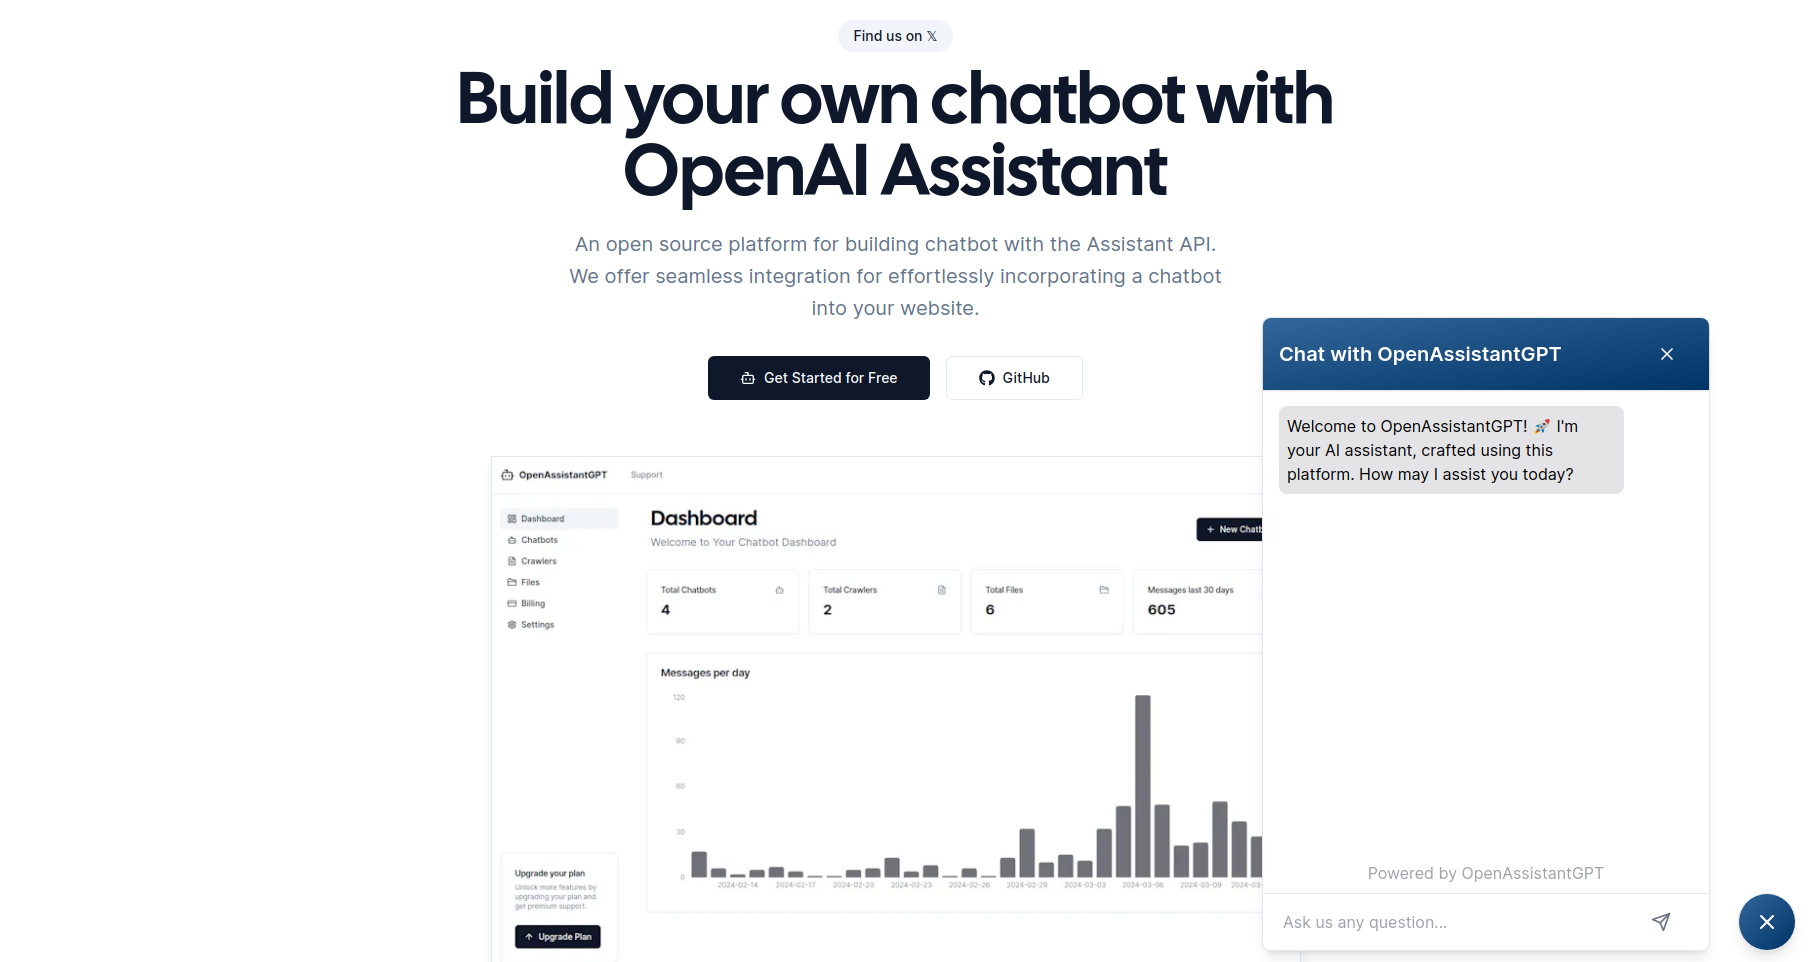 Find us on 𝕏
Build your own chatbot with
OpenAI Assistant
An open source platform for building chatbot with the Assistant API.
We offer seamless integration for effortlessly incorporating a chatbot
into your website.
Get Started for Free
GitHub
OpenAssistantGPT
Support
Dashboard
Chatbots
Crawlers
Files
Billing
Settings
Upgrade your plan
Unlock more features by
upgrading your plan and
get premium support.
Upgrade Plan
Dashboard
Welcome to Your Chatbot Dashboard
+ New Chatb
Total Chatbots
4
Total Crawlers
2
Total Files
6
Messages last 30 days
605
Messages per day
120
90
60
30
0
2024-02-14 2024-02-17 2024-02-20 2024-02-23 2024-02-26 2024-02-29 2024-03-03 2024-03-06 2024-03-09 2024-03-
Chat with OpenAssistantGPT
Welcome to OpenAssistantGPT! 🚀 I'm
your AI assistant, crafted using this
platform. How may I assist you today?
Powered by OpenAssistantGPT
Ask us any question...